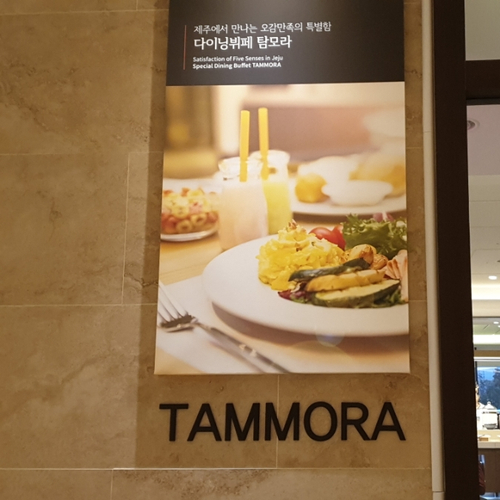 제주에서 만나는 오감만족의 특별함
다이닝뷔페 탐모라
Satisfaction of Five Senses in Jeju
Special Dining Buffet TAMMORA
TAMMORA